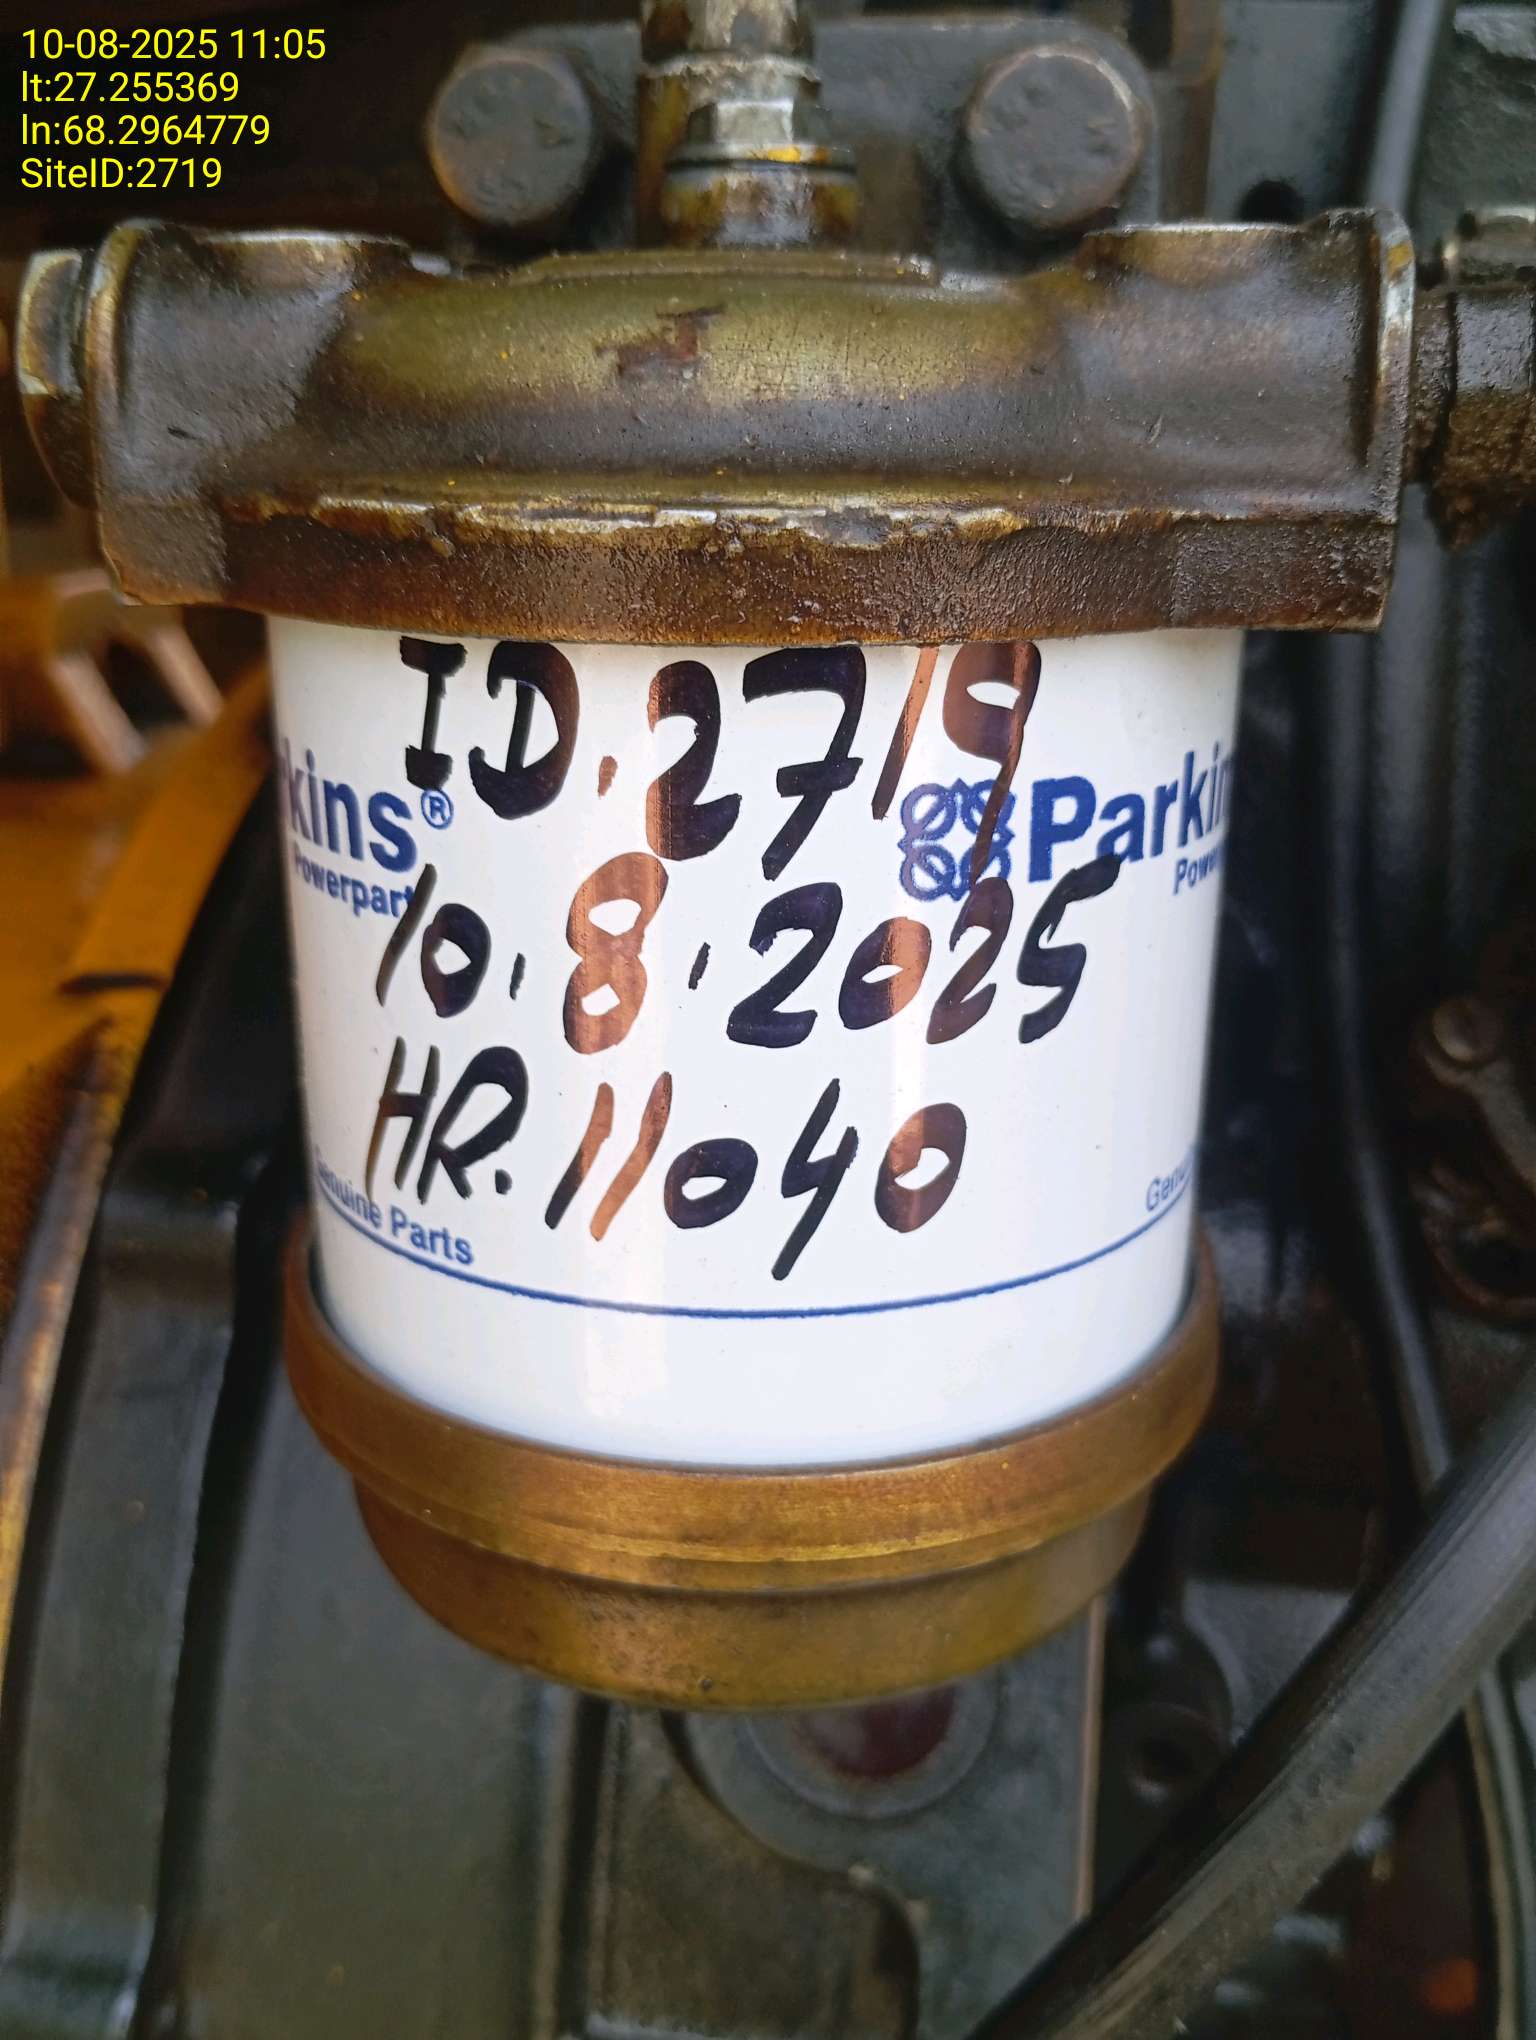 10-08-2025 11:05
lt:27.255369
ln:68.2964779
SiteID:2719
ID.2719
kins®
Parkin
Powerpart
Power
10.8.2025
HR.11040
Genuine Parts
Genu